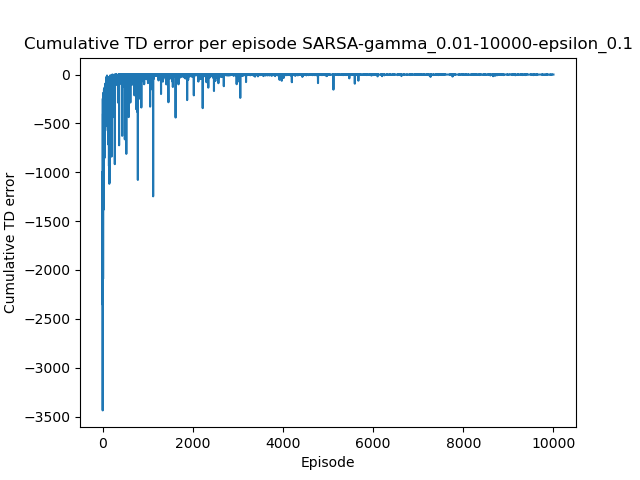 Cumulative TD error per episode SARSA-gamma_0.01-10000-epsilon_0.1
0
−500
−1000
−1500
−2000
−2500
−3000
−3500
Cumulative TD error
0 2000 4000 6000 8000 10000
Episode